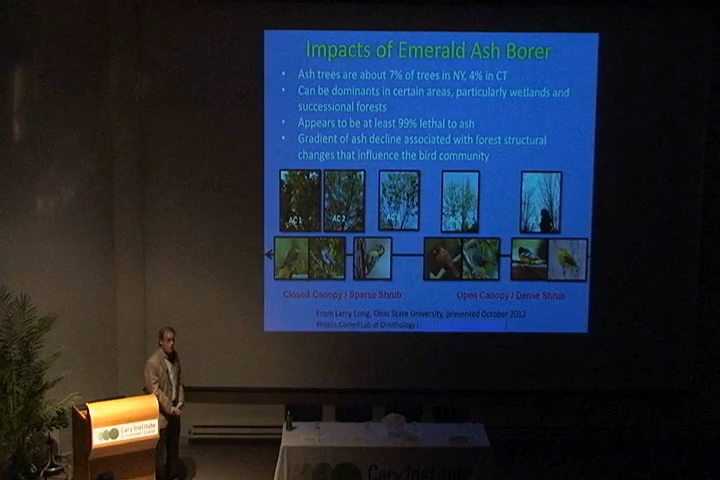 Impacts of Emerald Ash Borer
• Ash trees are about 7% of trees in NY, 4% in CT
• Can be dominants in certain areas, particularly wetlands and
successional forests
• Appears to be at least 99% lethal to ash
• Gradient of ash decline associated with forest structural
changes that influence the bird community
AC 1
AC 2
AC
Closed Canopy / Sparse Shrub
Open Canopy / Dense Shrub
From Larry Long, Ohio State University, presented October 2012
Photos Cornell Lab of Ornithology
Cary Institute
Cary Institute